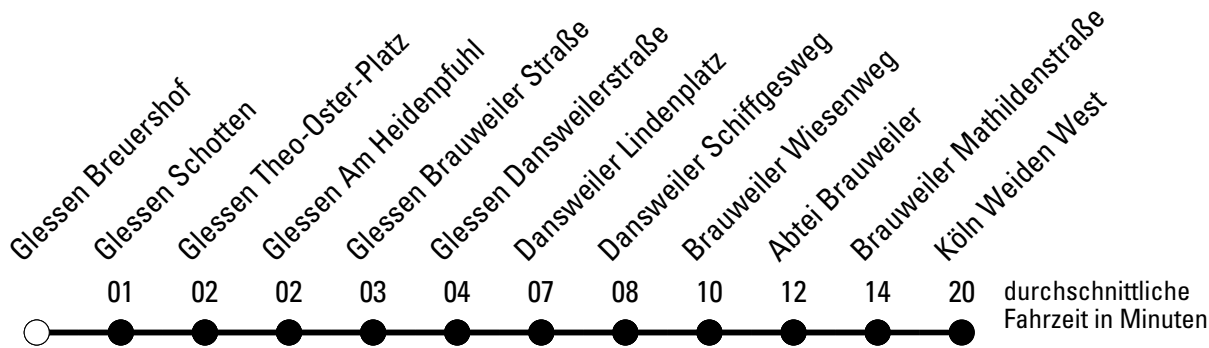 Glessen Breuershof
Glessen Schotten
Glessen Theo-Oster-Platz
Glessen Am Heidenpfuhl
Glessen Brauweiler Straße
Glessen Dansweilerstraße
Dansweiler Lindenplatz
Dansweiler Schiffgesweg
Brauweiler Wiesenweg
Abtei Brauweiler
Brauweiler Mathildenstraße
Köln Weiden West
01 02 02 03 04 07 08 10 12 14 20 durchschnittliche
Fahrzeit in Minuten